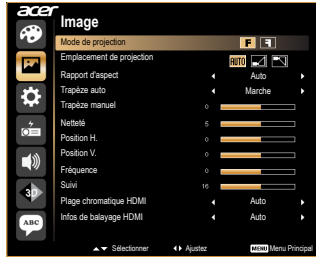 acer
Image
Mode de projection F F
Emplacement de projection AUTO
Rapport d'aspect Auto
Trapèze auto Marche
Trapèze manuel 0
Netteté 5
Position H. 0
Position V. 0
Fréquence 0
Suivi 16
Plage chromatique HDMI Auto
Infos de balayage HDMI Auto
3D
ABC
Sélectionner Ajustez MENU Menu Principal